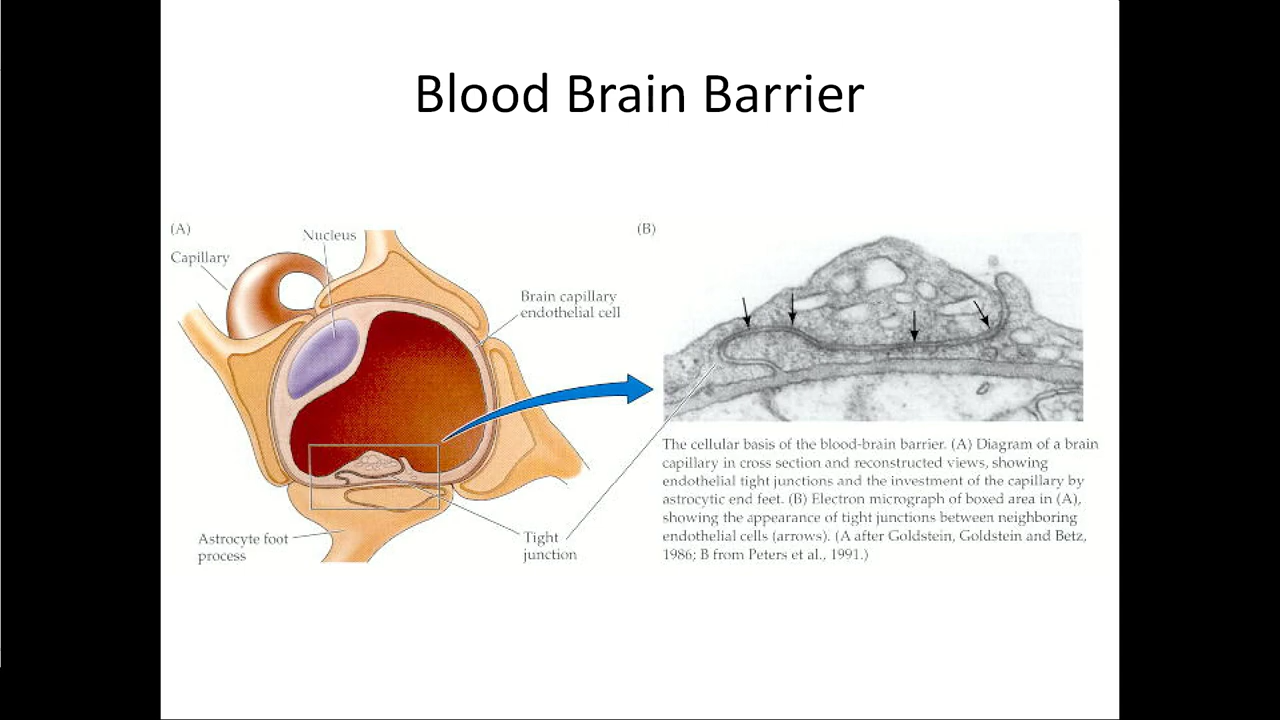 Blood Brain Barrier
(A)
Nucleus
Capillary
Brain capillary
endothelial cell
Astrocyte foot
process
Tight
junction
(B)
The cellular basis of the blood-brain barrier. (A) Diagram of a brain
capillary in cross section and reconstructed views, showing
endothelial tight junctions and the investment of the capillary by
astrocytic end feet. (B) Electron micrograph of boxed area in (A),
showing the appearance of tight junctions between neighboring
endothelial cells (arrows). (A after Goldstein, Goldstein and Betz,
1986; B from Peters et al., 1991.)